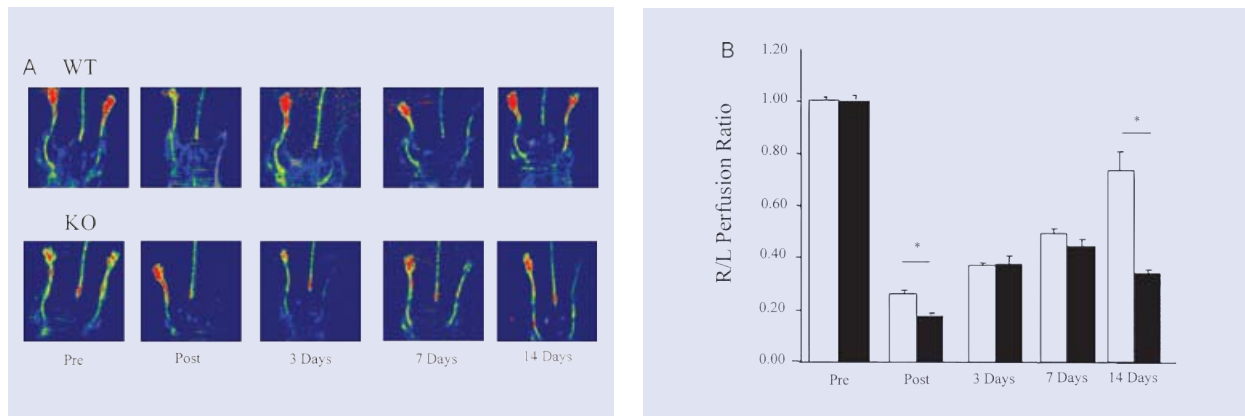 A WT
KO
Pre Post 3 Days 7 Days 14 Days
B
R/L Perfusion Ratio
1.20
1.00
0.80
0.60
0.40
0.20
0.00
*
*
Pre Post 3 Days 7 Days 14 Days